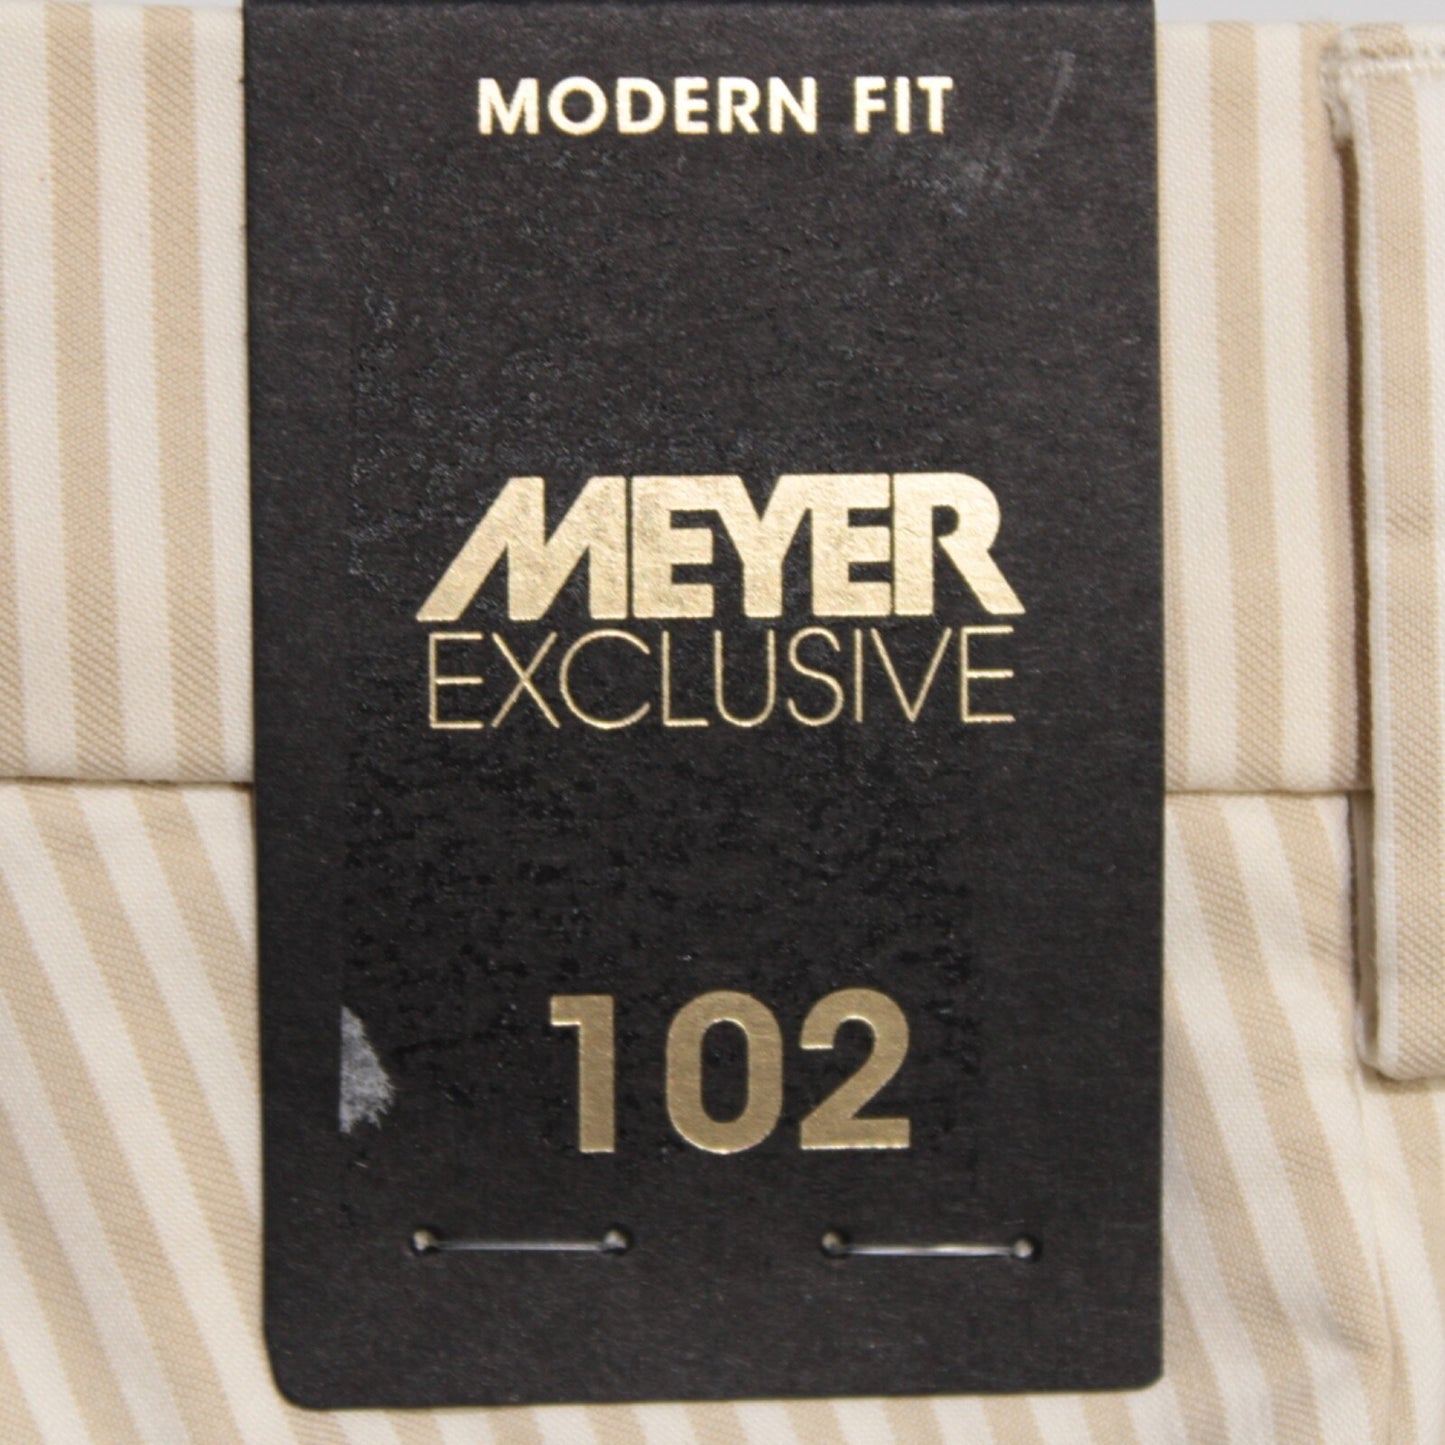 MODERN FIT
MEYER
EXCLUSIVE
102